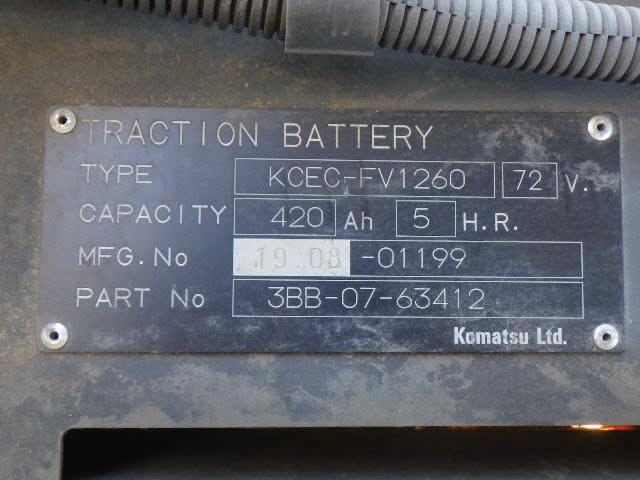 TRACTION BATTERY
TYPE KCEC-FV1260 72 V.
CAPACITY 420 Ah 5 H.R.
MFG.No 19 08 -01199
PART No 3BB-07-63412
Komatsu Ltd.